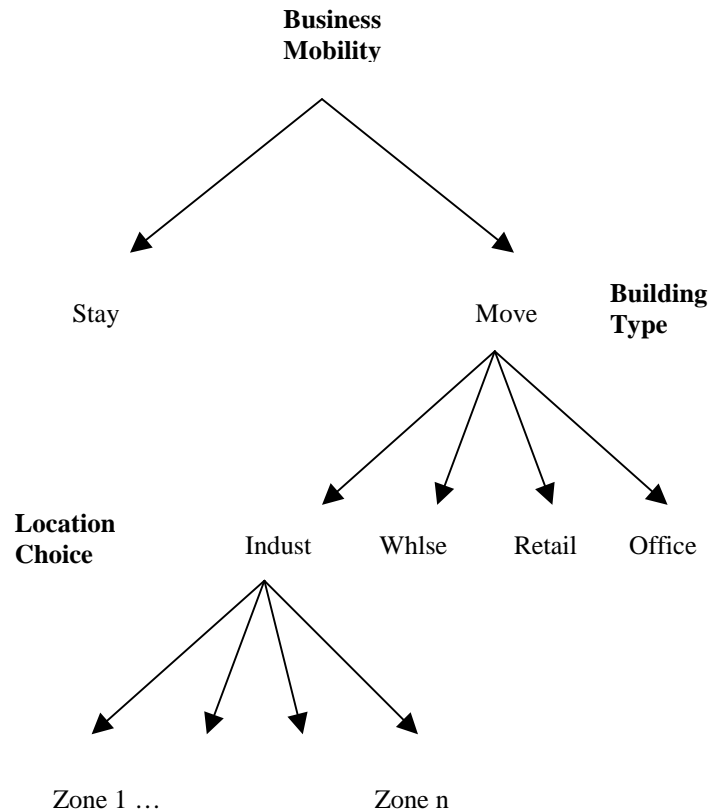 Business
Mobility
Stay
Move
Building
Type
Location
Choice
Indust
Whlse
Retail
Office
Zone 1 …
Zone n